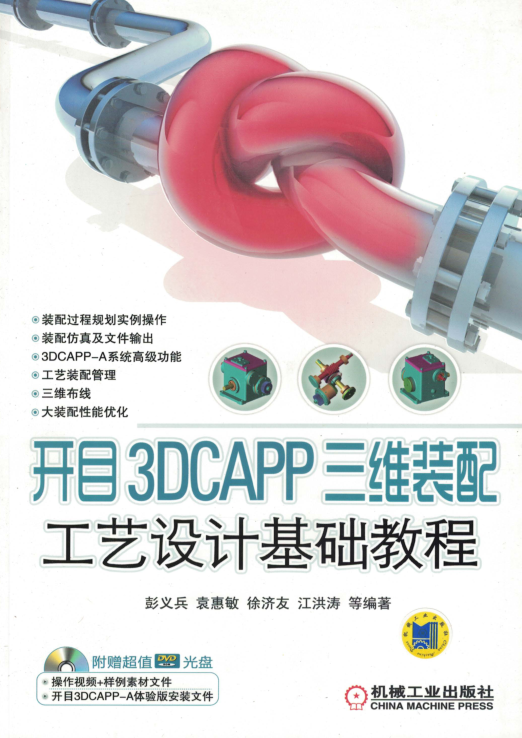 装配过程规划实例操作
装配仿真及文件输出
3DCAPP-A系统高级功能
工艺装配管理
三维布线
大装配性能优化
开目3DCAPP三维装配
工艺设计基础教程
彭义兵 袁惠敏 徐济友 江洪涛 等编著
附赠超值 DVD 光盘
操作视频+样例素材文件
开目3DCAPP-A体验版安装文件
机械工业出版社
CHINA MACHINE PRESS